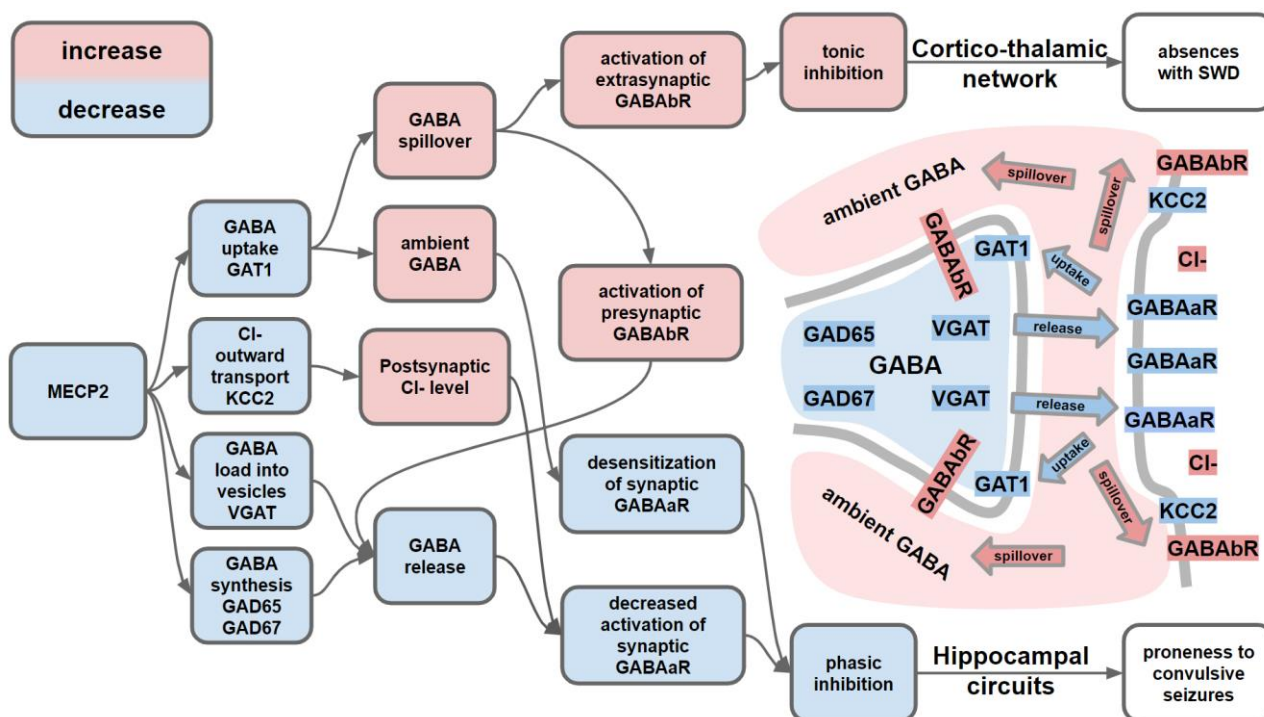 increase
decrease
activation of
extrasynaptic
GABAbR
tonic
inhibition
Cortico-thalamic
network
absences
with SWD
GABA
spillover
GABA
uptake
GAT1
ambient
GABA
activation of
presynaptic
GABAbR
MECP2
Cl-
outward
transport
KCC2
Postsynaptic
Cl- level
GABA
load into
vesicles
VGAT
GABA
synthesis
GAD65
GAD67
GABA
release
desensitization
of synaptic
GABAaR
decreased
activation of
synaptic
GABAaR
phasic
inhibition
Hippocampal
circuits
proneness to
convulsive
seizures
ambient GABA
spillover
spillover
GABAbR
KCC2
GABAbR
GAT1
uptake
Cl-
GAD65
VGAT
release
GABAaR
GABA
GABAaR
GAD67
VGAT
release
GABAaR
GABAbR
GAT1
uptake
Cl-
ambient GABA
spillover
spillover
KCC2
GABAbR